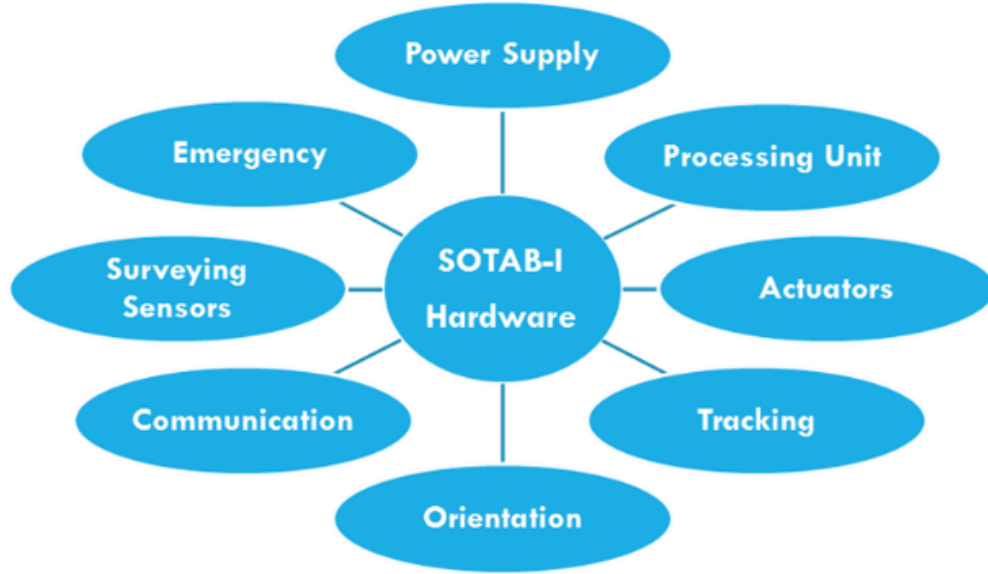 Power Supply
Emergency
Processing Unit
SOTAB-I
Hardware
Surveying
Sensors
Actuators
Communication
Tracking
Orientation